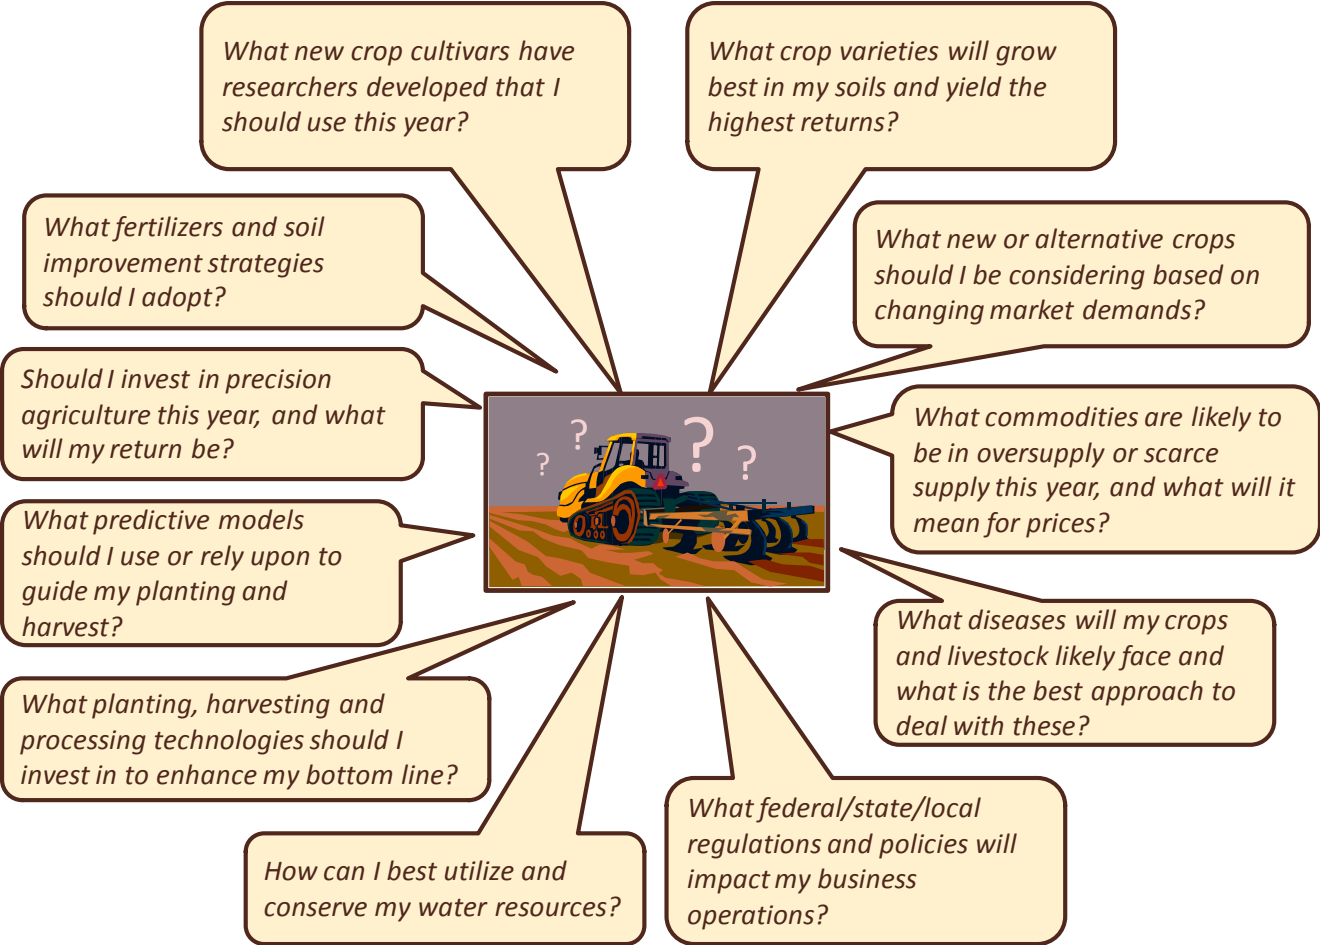 What new crop cultivars have
researchers developed that I
should use this year?
What crop varieties will grow
best in my soils and yield the
highest returns?
What fertilizers and soil
improvement strategies
should I adopt?
What new or alternative crops
should I be considering based on
changing market demands?
Should I invest in precision
agriculture this year, and what
will my return be?
What commodities are likely to
be in oversupply or scarce
supply this year, and what will it
mean for prices?
What predictive models
should I use or rely upon to
guide my planting and
harvest?
What diseases will my crops
and livestock likely face and
what is the best approach to
deal with these?
What planting, harvesting and
processing technologies should I
invest in to enhance my bottom line?
How can I best utilize and
conserve my water resources?
What federal/state/local
regulations and policies will
impact my business
operations?
?
?
?
?